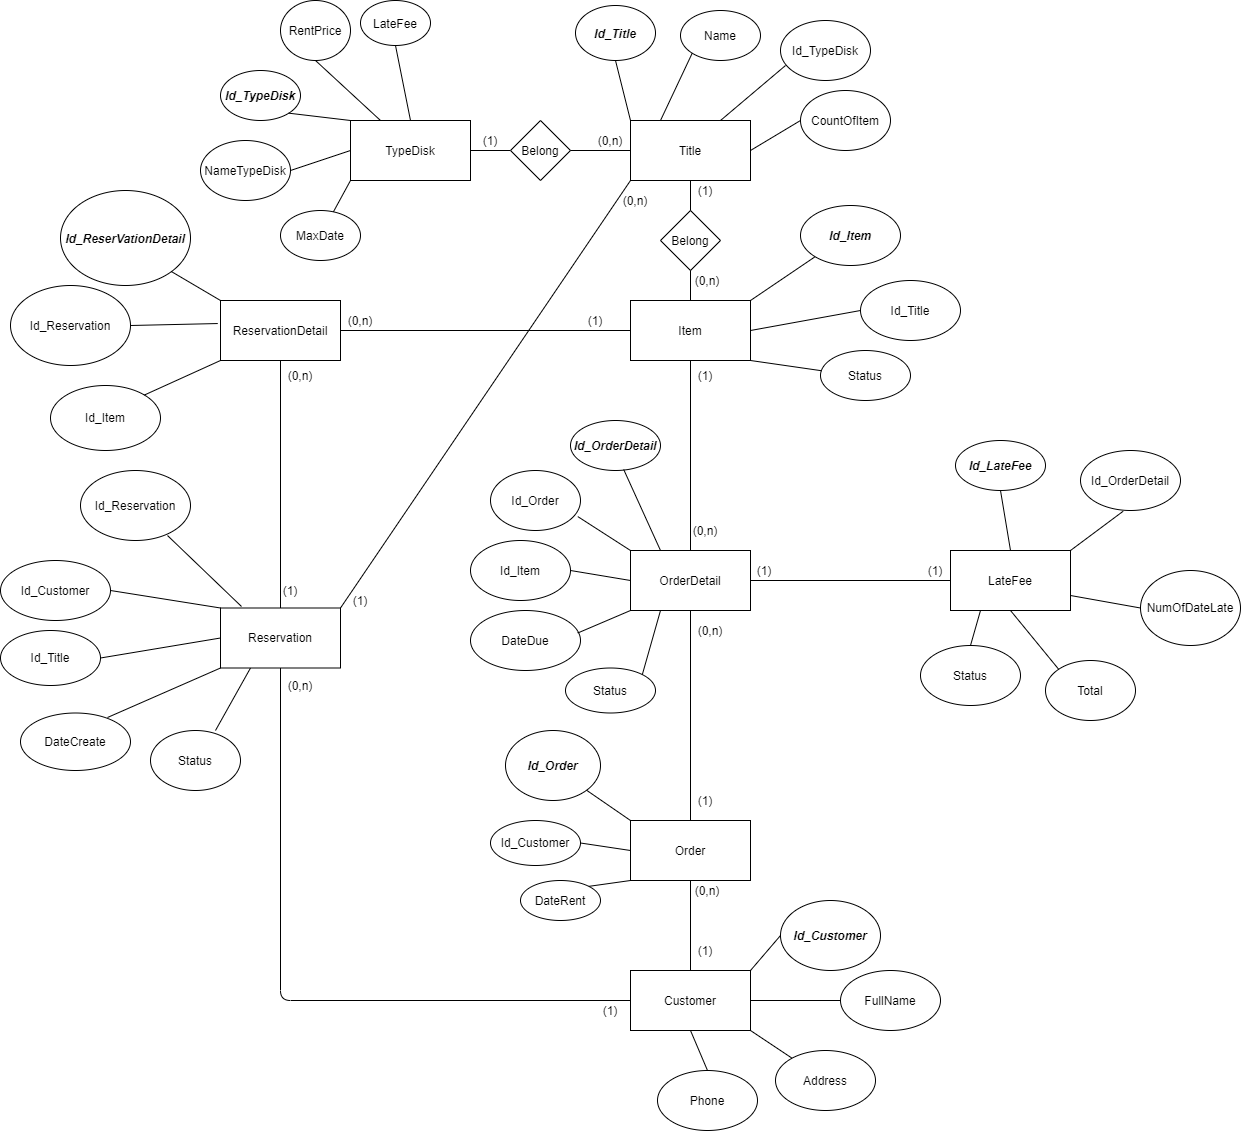 RentPrice
LateFee
Id_Title
Name
Id_TypeDisk
Id_TypeDisk
CountOfItem
TypeDisk
(1)
Belong
(0,n)
Title
NameTypeDisk
MaxDate
(0,n)
(1)
Belong
(0,n)
Id_ReserVationDetail
Id_Item
Id_Reservation
ReservationDetail
(0,n)
(1)
Item
Id_Title
Status
(0,n)
(1)
Id_Item
Id_OrderDetail
Id_LateFee
Id_OrderDetail
Id_Reservation
Id_Order
(0,n)
Id_Item
OrderDetail
(1)
(1)
LateFee
NumOfDateLate
Id_Customer
(1)
(1)
Reservation
DateDue
(0,n)
Id_Title
(0,n)
Status
Status
Total
DateCreate
Status
Id_Order
(1)
Id_Customer
Order
DateRent
(0,n)
Id_Customer
(1)
Customer
(1)
FullName
Address
Phone